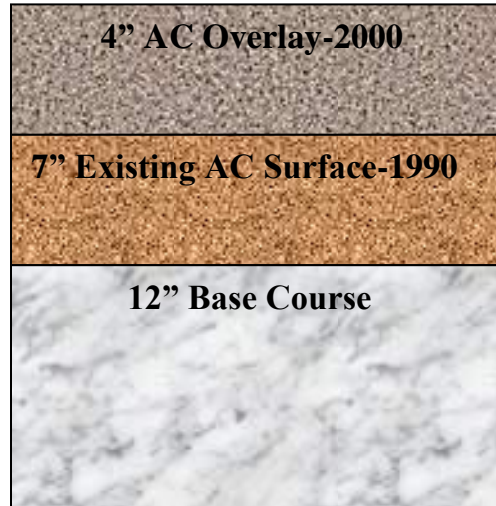 4” AC Overlay-2000
7” Existing AC Surface-1990
12” Base Course